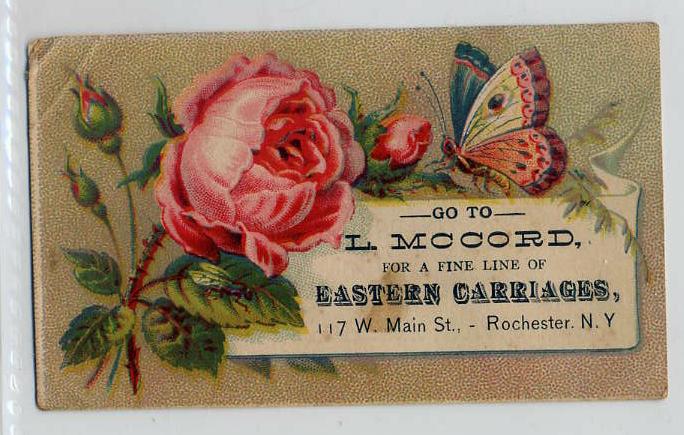 —GO TO—
L. MCCORD,
FOR A FINE LINE OF
EASTERN CARRIAGES,
117 W. Main St., - Rochester. N.Y